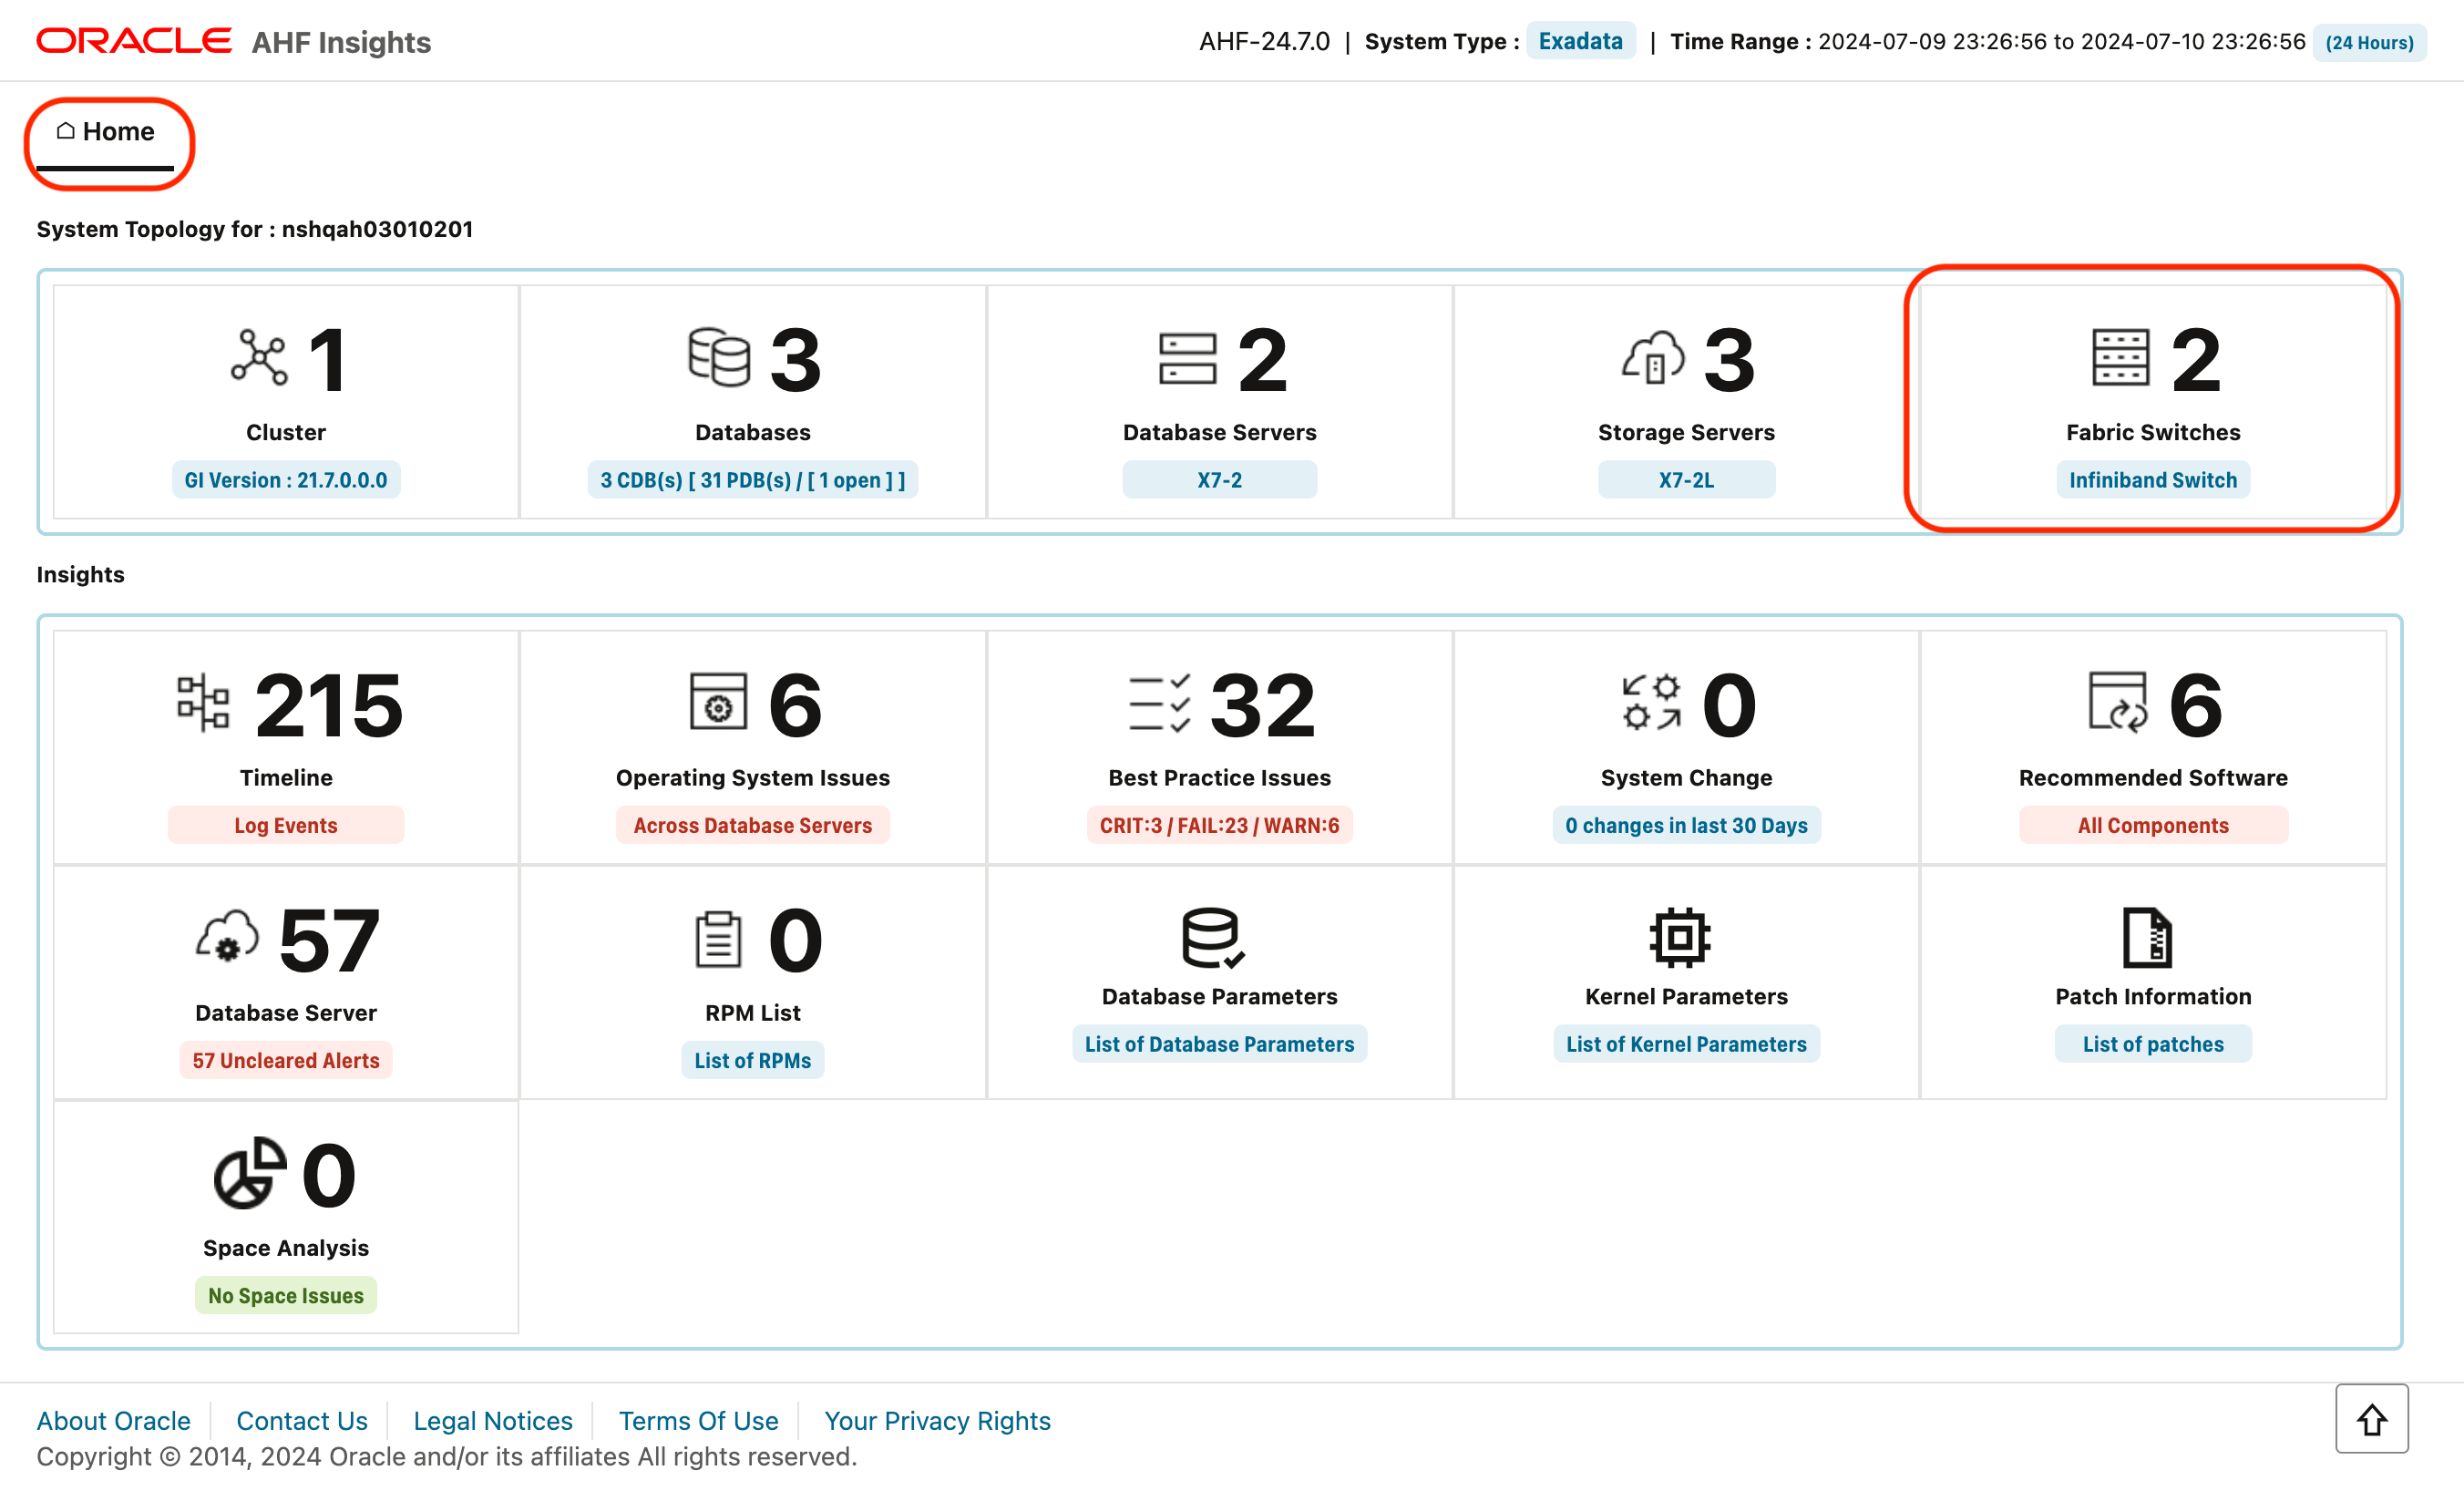 ORACLE AHF Insights
AHF-24.7.0 | System Type : Exadata | Time Range : 2024-07-09 23:26:56 to 2024-07-10 23:26:56 (24 Hours)
Home
System Topology for : nshqah03010201
1
Cluster
GI Version : 21.7.0.0.0
3
Databases
3 CDB(s) [ 31 PDB(s) / [ 1 open ] ]
2
Database Servers
X7-2
3
Storage Servers
X7-2L
2
Fabric Switches
Infiniband Switch
Insights
215
Timeline
Log Events
6
Operating System Issues
Across Database Servers
32
Best Practice Issues
CRIT:3 / FAIL:23 / WARN:6
0
System Change
0 changes in last 30 Days
6
Recommended Software
All Components
57
Database Server
57 Uncleared Alerts
0
RPM List
List of RPMs
Database Parameters
List of Database Parameters
Kernel Parameters
List of Kernel Parameters
Patch Information
List of patches
0
Space Analysis
No Space Issues
About Oracle
Contact Us
Legal Notices
Terms Of Use
Your Privacy Rights
Copyright © 2014, 2024 Oracle and/or its affiliates All rights reserved.